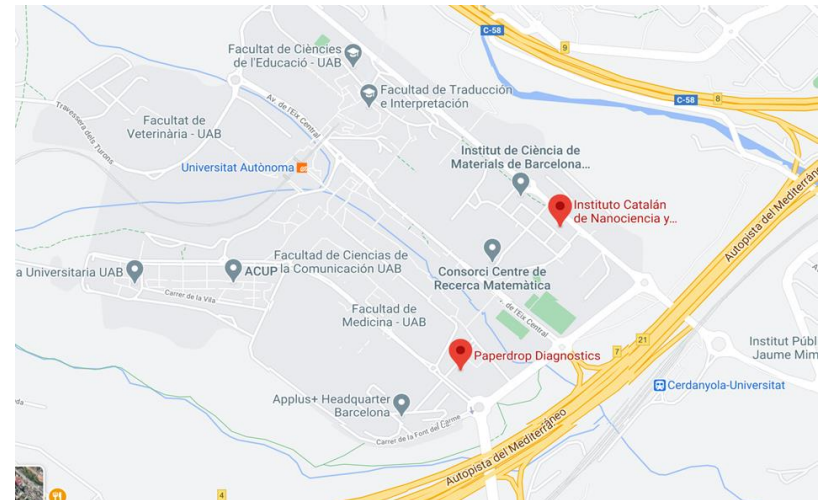 C-58
9
Facultat de Ciències
de l'Educació - UAB
Facultad de Traducción
e Interpretación
C-58
8
Av. de l'Eix Central
Travessera dels Turons
Facultat de
Veterinària - UAB
Institut de Ciència de
Materials de Barcelona...
Universitat Autònoma
Instituto Catalán
de Nanociencia y...
Autopista del Mediterráneo
Facultad de Ciencias de
la Comunicación UAB
a Universitaria UAB
ACUP
Consorci Centre de
Recerca Matemàtica
Carrer de la Vila
Facultad de
Medicina - UAB
de l'Eix Central
21
7
Institut Públ
Jaume Mim
Paperdrop Diagnostics
Cerdanyola-Universitat
Applus+ Headquarter
Barcelona
Carrer de la Font del Carme
Autopista del Mediterráneo
4